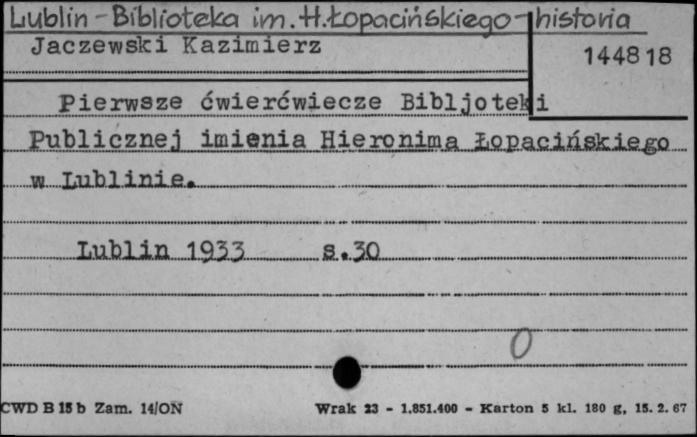 Lublin - Biblioteka im. H. Łopacińskiego - historia
Jaczewski Kazimierz
144818
Pierwsze ćwierćwiecze Bibljoteki
Publicznej imienia Hieronima Łopacińskiego
w Lublinie.
Lublin 1933 s.30
0
CWD B 15 b Zam. 14/ON Wrak 23 - 1.851.400 - Karton 5 kl. 180 g, 15. 2. 67